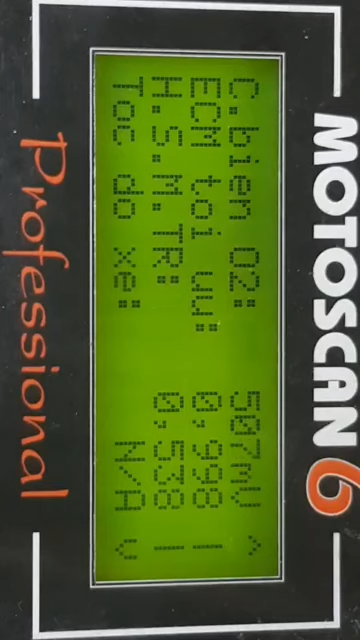 MOTOSCAN 6
C.bien O2: 507mV
ECM toi uu: 0,998
H.S. M.TR: 0,538
Toc do xe: N/A
Professional